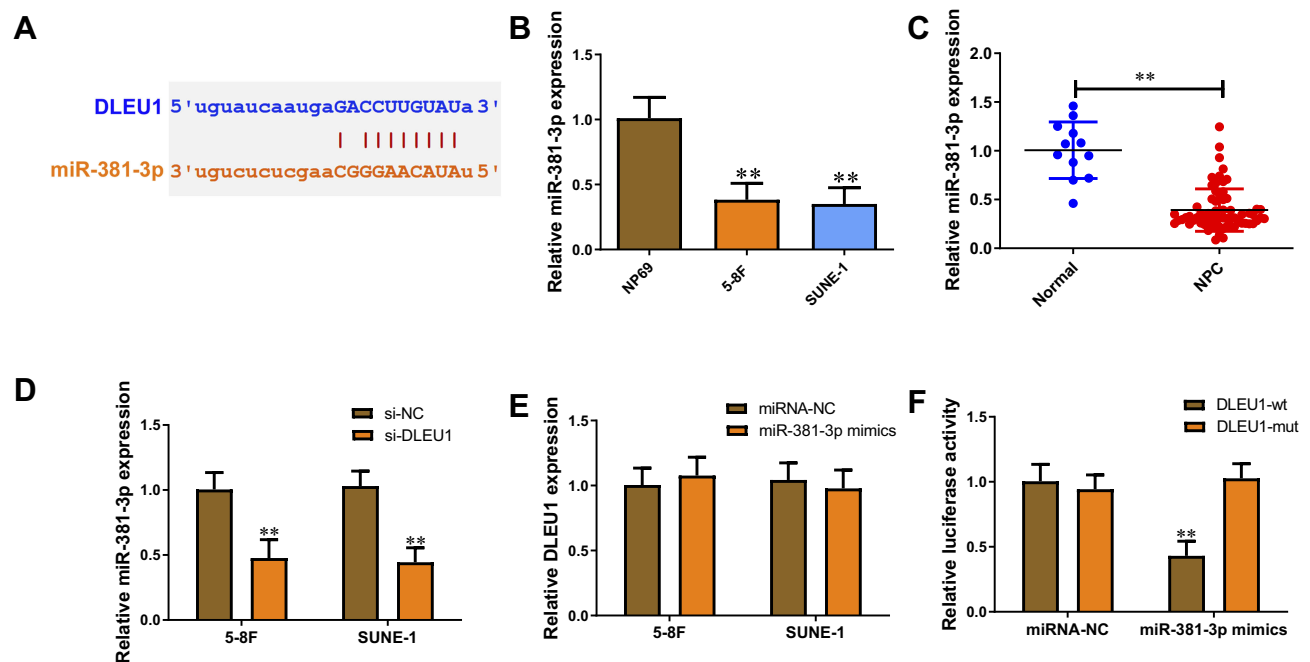 A
DLEU1 5'uguaucaaugaGACCUUGUAUa3'
miR-381-3p 3'ugucucucgaaCGGGAACAUAu5'
B
Relative miR-381-3p expression
1.5
1.0
0.5
0.0
**
**
NP69
5-8F
SUNE-1
C
Relative miR-381-3p expression
2.0
1.5
1.0
0.5
0.0
**
Normal
NPC
D
Relative miR-381-3p expression
si-NC
si-DLEU1
1.5
1.0
0.5
0.0
**
**
5-8F
SUNE-1
E
Relative DLEU1 expression
miRNA-NC
miR-381-3p mimics
1.5
1.0
0.5
0.0
5-8F
SUNE-1
F
Relative luciferase activity
DLEU1-wt
DLEU1-mut
1.5
1.0
0.5
0.0
**
miRNA-NC
miR-381-3p mimics